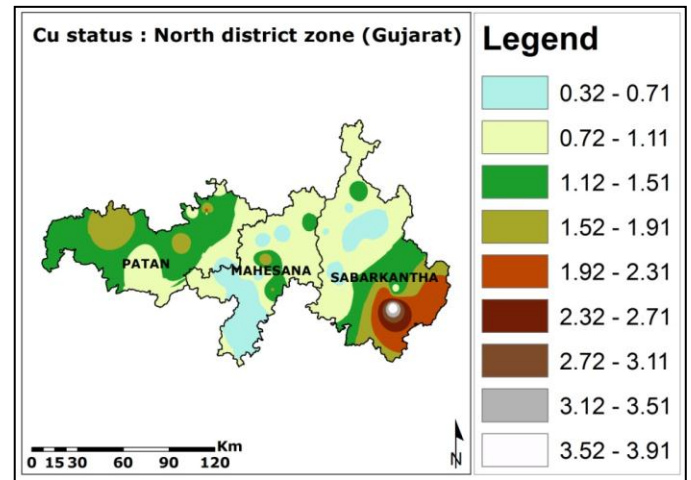 Cu status : North district zone (Gujarat)
PATAN
MAHESANA
SABARKANTHA
Km
0 15 30 60 90 120
N
Legend
0.32 - 0.71
0.72 - 1.11
1.12 - 1.51
1.52 - 1.91
1.92 - 2.31
2.32 - 2.71
2.72 - 3.11
3.12 - 3.51
3.52 - 3.91